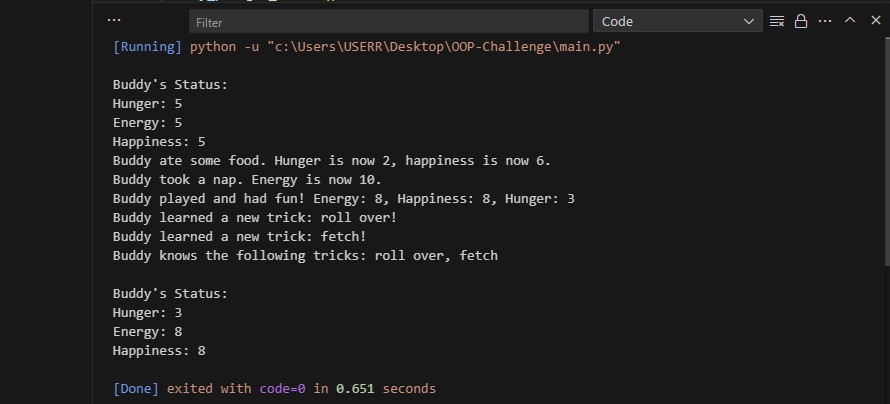 Filter
Code
[Running] python -u "c:\Users\USERR\Desktop\OOP-Challenge\main.py"
Buddy's Status:
Hunger: 5
Energy: 5
Happiness: 5
Buddy ate some food. Hunger is now 2, happiness is now 6.
Buddy took a nap. Energy is now 10.
Buddy played and had fun! Energy: 8, Happiness: 8, Hunger: 3
Buddy learned a new trick: roll over!
Buddy learned a new trick: fetch!
Buddy knows the following tricks: roll over, fetch
Buddy's Status:
Hunger: 3
Energy: 8
Happiness: 8
[Done] exited with code=0 in 0.651 seconds